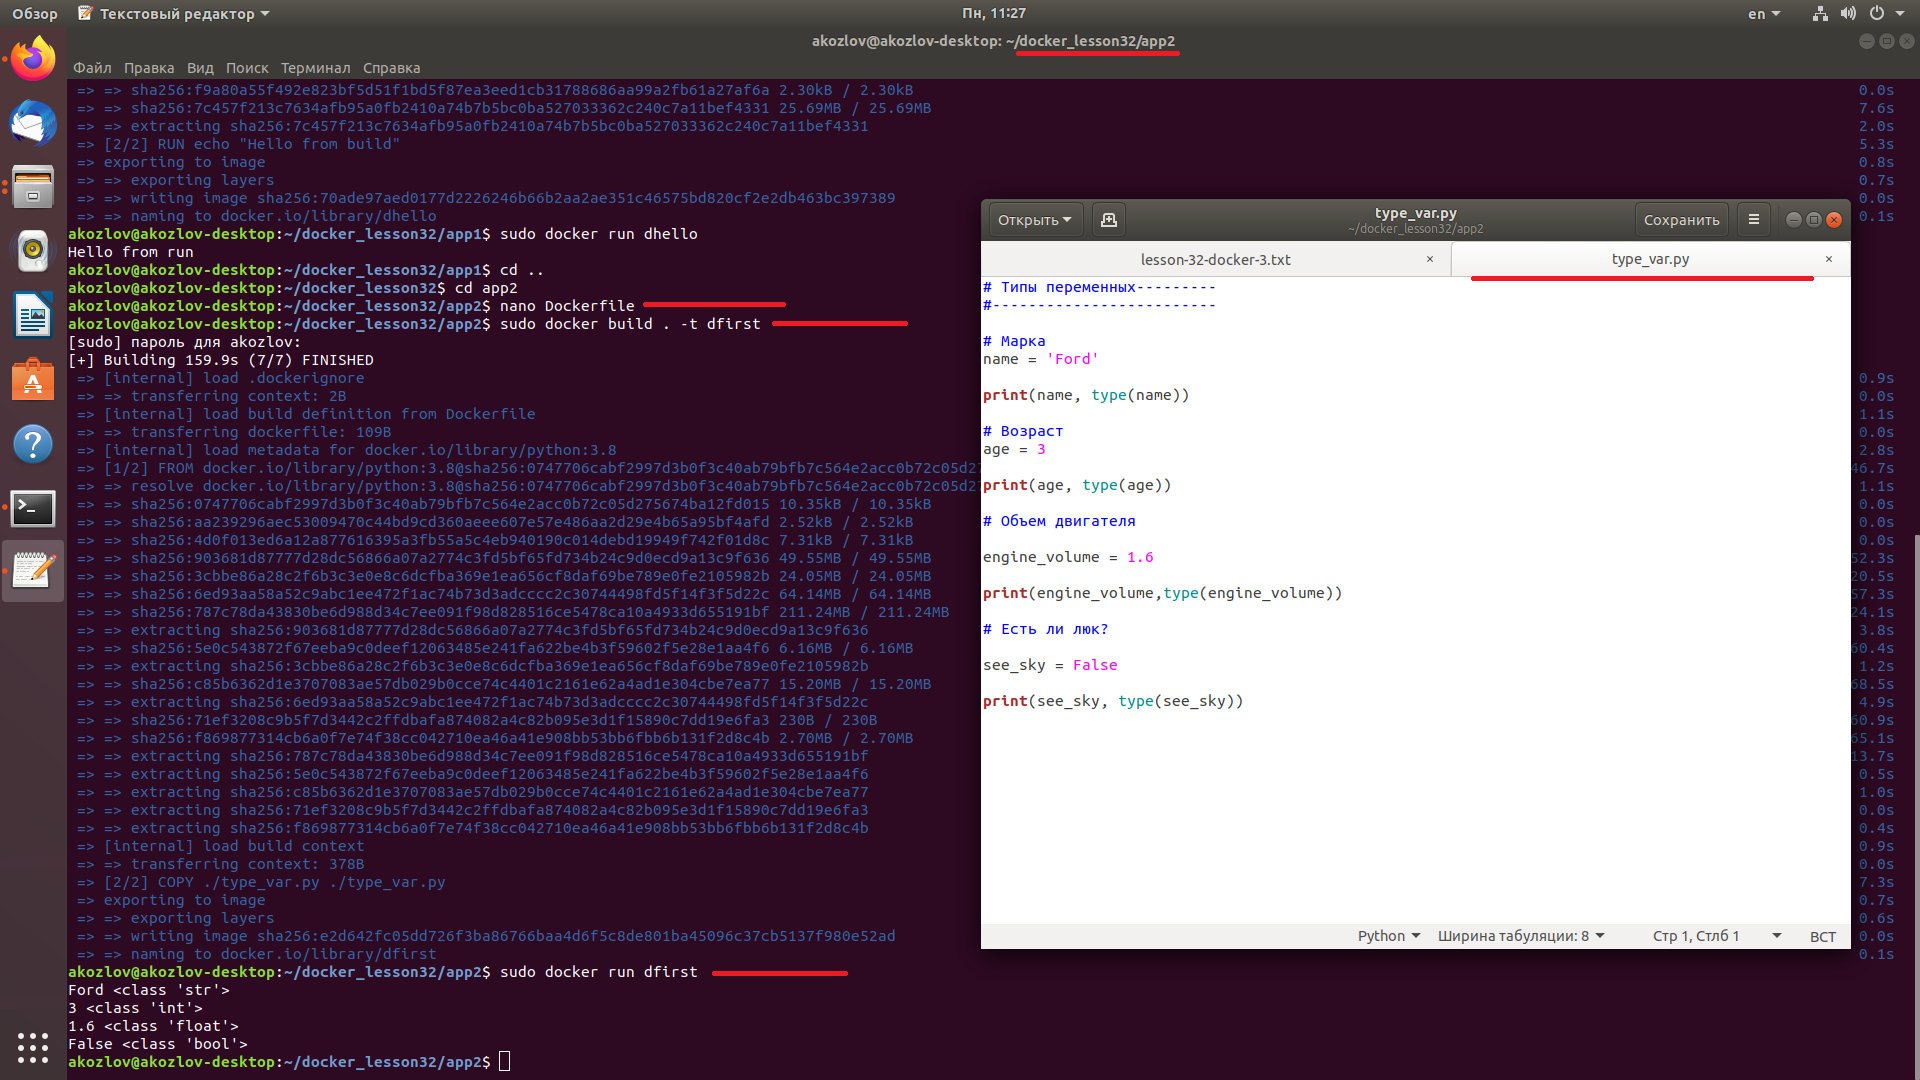 Обзор
Текстовый редактор
Пн, 11:27
en
akozlov@akozlov-desktop: ~/docker_lesson32/app2
Файл Правка Вид Поиск Терминал Справка
=> => sha256:f9a80a55f492e823bf5d51f1bd5f87ea3eed1cb31788686aa99a2fb61a27af6a 2.30kB / 2.30kB 0.0s
=> => sha256:7c457f213c7634afb95a0fb2410a74b7b5bc0ba527033362c240c7a11bef4331 25.69MB / 25.69MB 7.6s
=> => extracting sha256:7c457f213c7634afb95a0fb2410a74b7b5bc0ba527033362c240c7a11bef4331 2.0s
=> [2/2] RUN echo "Hello from build" 5.3s
=> exporting to image 0.8s
=> => exporting layers 0.7s
=> => writing image sha256:70ade97aed0177d2226246b66b2aa2ae351c46575bd820cf2e2db463bc397389 0.0s
=> => naming to docker.io/library/dhello 0.1s
akozlov@akozlov-desktop:~/docker_lesson32/app1$ sudo docker run dhello
Hello from run
akozlov@akozlov-desktop:~/docker_lesson32/app1$ cd ..
akozlov@akozlov-desktop:~/docker_lesson32$ cd app2
akozlov@akozlov-desktop:~/docker_lesson32/app2$ nano Dockerfile
akozlov@akozlov-desktop:~/docker_lesson32/app2$ sudo docker build . -t dfirst
[sudo] пароль для akozlov:
[+] Building 159.9s (7/7) FINISHED
=> [internal] load .dockerignore 0.9s
=> => transferring context: 2B 0.0s
=> [internal] load build definition from Dockerfile 1.1s
=> => transferring dockerfile: 109B 0.0s
=> [internal] load metadata for docker.io/library/python:3.8 2.8s
=> [1/2] FROM docker.io/library/python:3.8@sha256:0747706cabf2997d3b0f3c40ab79bfb7c564e2acc0b72c05d27 46.7s
=> => resolve docker.io/library/python:3.8@sha256:0747706cabf2997d3b0f3c40ab79bfb7c564e2acc0b72c05d27 1.1s
=> => sha256:0747706cabf2997d3b0f3c40ab79bfb7c564e2acc0b72c05d275674ba12fd015 10.35kB / 10.35kB 0.0s
=> => sha256:aa239296aec53009470c44bd9cd360aeee607e57e486aa2d29e4b65a95bf4afd 2.52kB / 2.52kB 0.0s
=> => sha256:4d0f013ed6a12a877616395a3fb55a5c4eb940190c014debd19949f742f01d8c 7.31kB / 7.31kB 0.0s
=> => sha256:903681d87777d28dc56866a07a2774c3fd5bf65fd734b24c9d0ecd9a13c9f636 49.55MB / 49.55MB 52.3s
=> => sha256:3cbbe86a28c2f6b3c3e0e8c6dcfba369e1ea656cf8daf69be789e0fe2105982b 24.05MB / 24.05MB 20.5s
=> => sha256:6ed93aa58a52c9abc1ee472f1ac74b73d3adcccc2c30744498fd5f14f3f5d22c 64.14MB / 64.14MB 57.3s
=> => sha256:787c78da43830be6d988d34c7ee091f98d828516ce5478ca10a4933d655191bf 211.24MB / 211.24MB 24.1s
=> => extracting sha256:903681d87777d28dc56866a07a2774c3fd5bf65fd734b24c9d0ecd9a13c9f636 3.8s
=> => sha256:5e0c543872f67eeba9c0deef12063485e241fa622be4b3f59602f5e28e1aa4f6 6.16MB / 6.16MB 60.4s
=> => extracting sha256:3cbbe86a28c2f6b3c3e0e8c6dcfba369e1ea656cf8daf69be789e0fe2105982b 1.2s
=> => sha256:c85b6362d1e3707083ae57db029b0cce74c4401c2161e62a4ad1e304cbe7ea77 15.20MB / 15.20MB 68.5s
=> => extracting sha256:6ed93aa58a52c9abc1ee472f1ac74b73d3adcccc2c30744498fd5f14f3f5d22c 4.9s
=> => sha256:71ef3208c9b5f7d3442c2ffdbafa874082a4c82b095e3d1f15890c7dd19e6fa3 230B / 230B 60.9s
=> => sha256:f869877314cb6a0f7e74f38cc042710ea46a41e908bb53bb6fbb6b131f2d8c4b 2.70MB / 2.70MB 65.1s
=> => extracting sha256:787c78da43830be6d988d34c7ee091f98d828516ce5478ca10a4933d655191bf 13.7s
=> => extracting sha256:5e0c543872f67eeba9c0deef12063485e241fa622be4b3f59602f5e28e1aa4f6 0.5s
=> => extracting sha256:c85b6362d1e3707083ae57db029b0cce74c4401c2161e62a4ad1e304cbe7ea77 1.0s
=> => extracting sha256:71ef3208c9b5f7d3442c2ffdbafa874082a4c82b095e3d1f15890c7dd19e6fa3 0.0s
=> => extracting sha256:f869877314cb6a0f7e74f38cc042710ea46a41e908bb53bb6fbb6b131f2d8c4b 0.4s
=> [internal] load build context 0.9s
=> => transferring context: 378B 0.0s
=> [2/2] COPY ./type_var.py ./type_var.py 7.3s
=> exporting to image 0.7s
=> => exporting layers 0.6s
=> => writing image sha256:e2d642fc05dd726f3ba86766baa4d6f5c8de801ba45096c37cb5137f980e52ad 0.0s
=> => naming to docker.io/library/dfirst 0.1s
akozlov@akozlov-desktop:~/docker_lesson32/app2$ sudo docker run dfirst
Ford <class 'str'>
3 <class 'int'>
1.6 <class 'float'>
False <class 'bool'>
akozlov@akozlov-desktop:~/docker_lesson32/app2$
Открыть
type_var.py
~/docker_lesson32/app2
Сохранить
lesson-32-docker-3.txt ×
type_var.py ×
# Типы переменных---------
#-------------------------
# Марка
name = 'Ford'
print(name, type(name))
# Возраст
age = 3
print(age, type(age))
# Объем двигателя
engine_volume = 1.6
print(engine_volume,type(engine_volume))
# Есть ли люк?
see_sky = False
print(see_sky, type(see_sky))
Python
Ширина табуляции: 8
Стр 1, Стлб 1
ВСТ